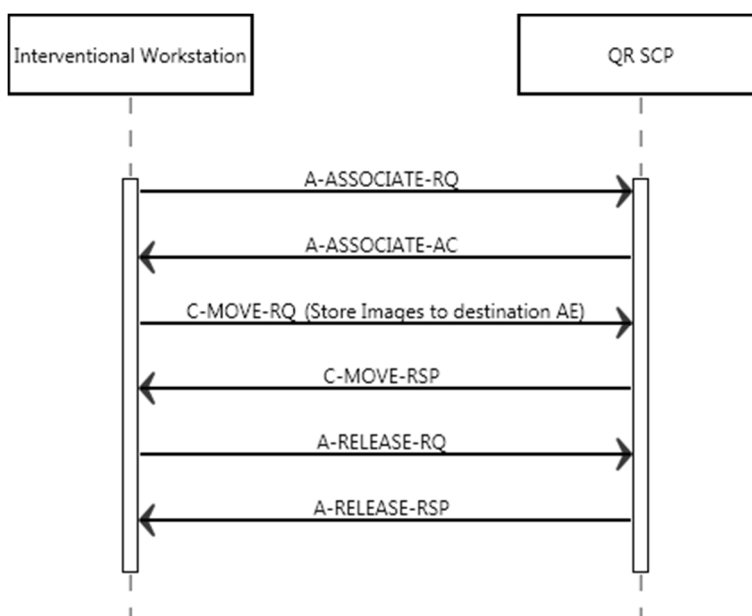 Interventional Workstation
QR SCP
A-ASSOCIATE-RQ
A-ASSOCIATE-AC
C-MOVE-RQ (Store Images to destination AE)
C-MOVE-RSP
A-RELEASE-RQ
A-RELEASE-RSP